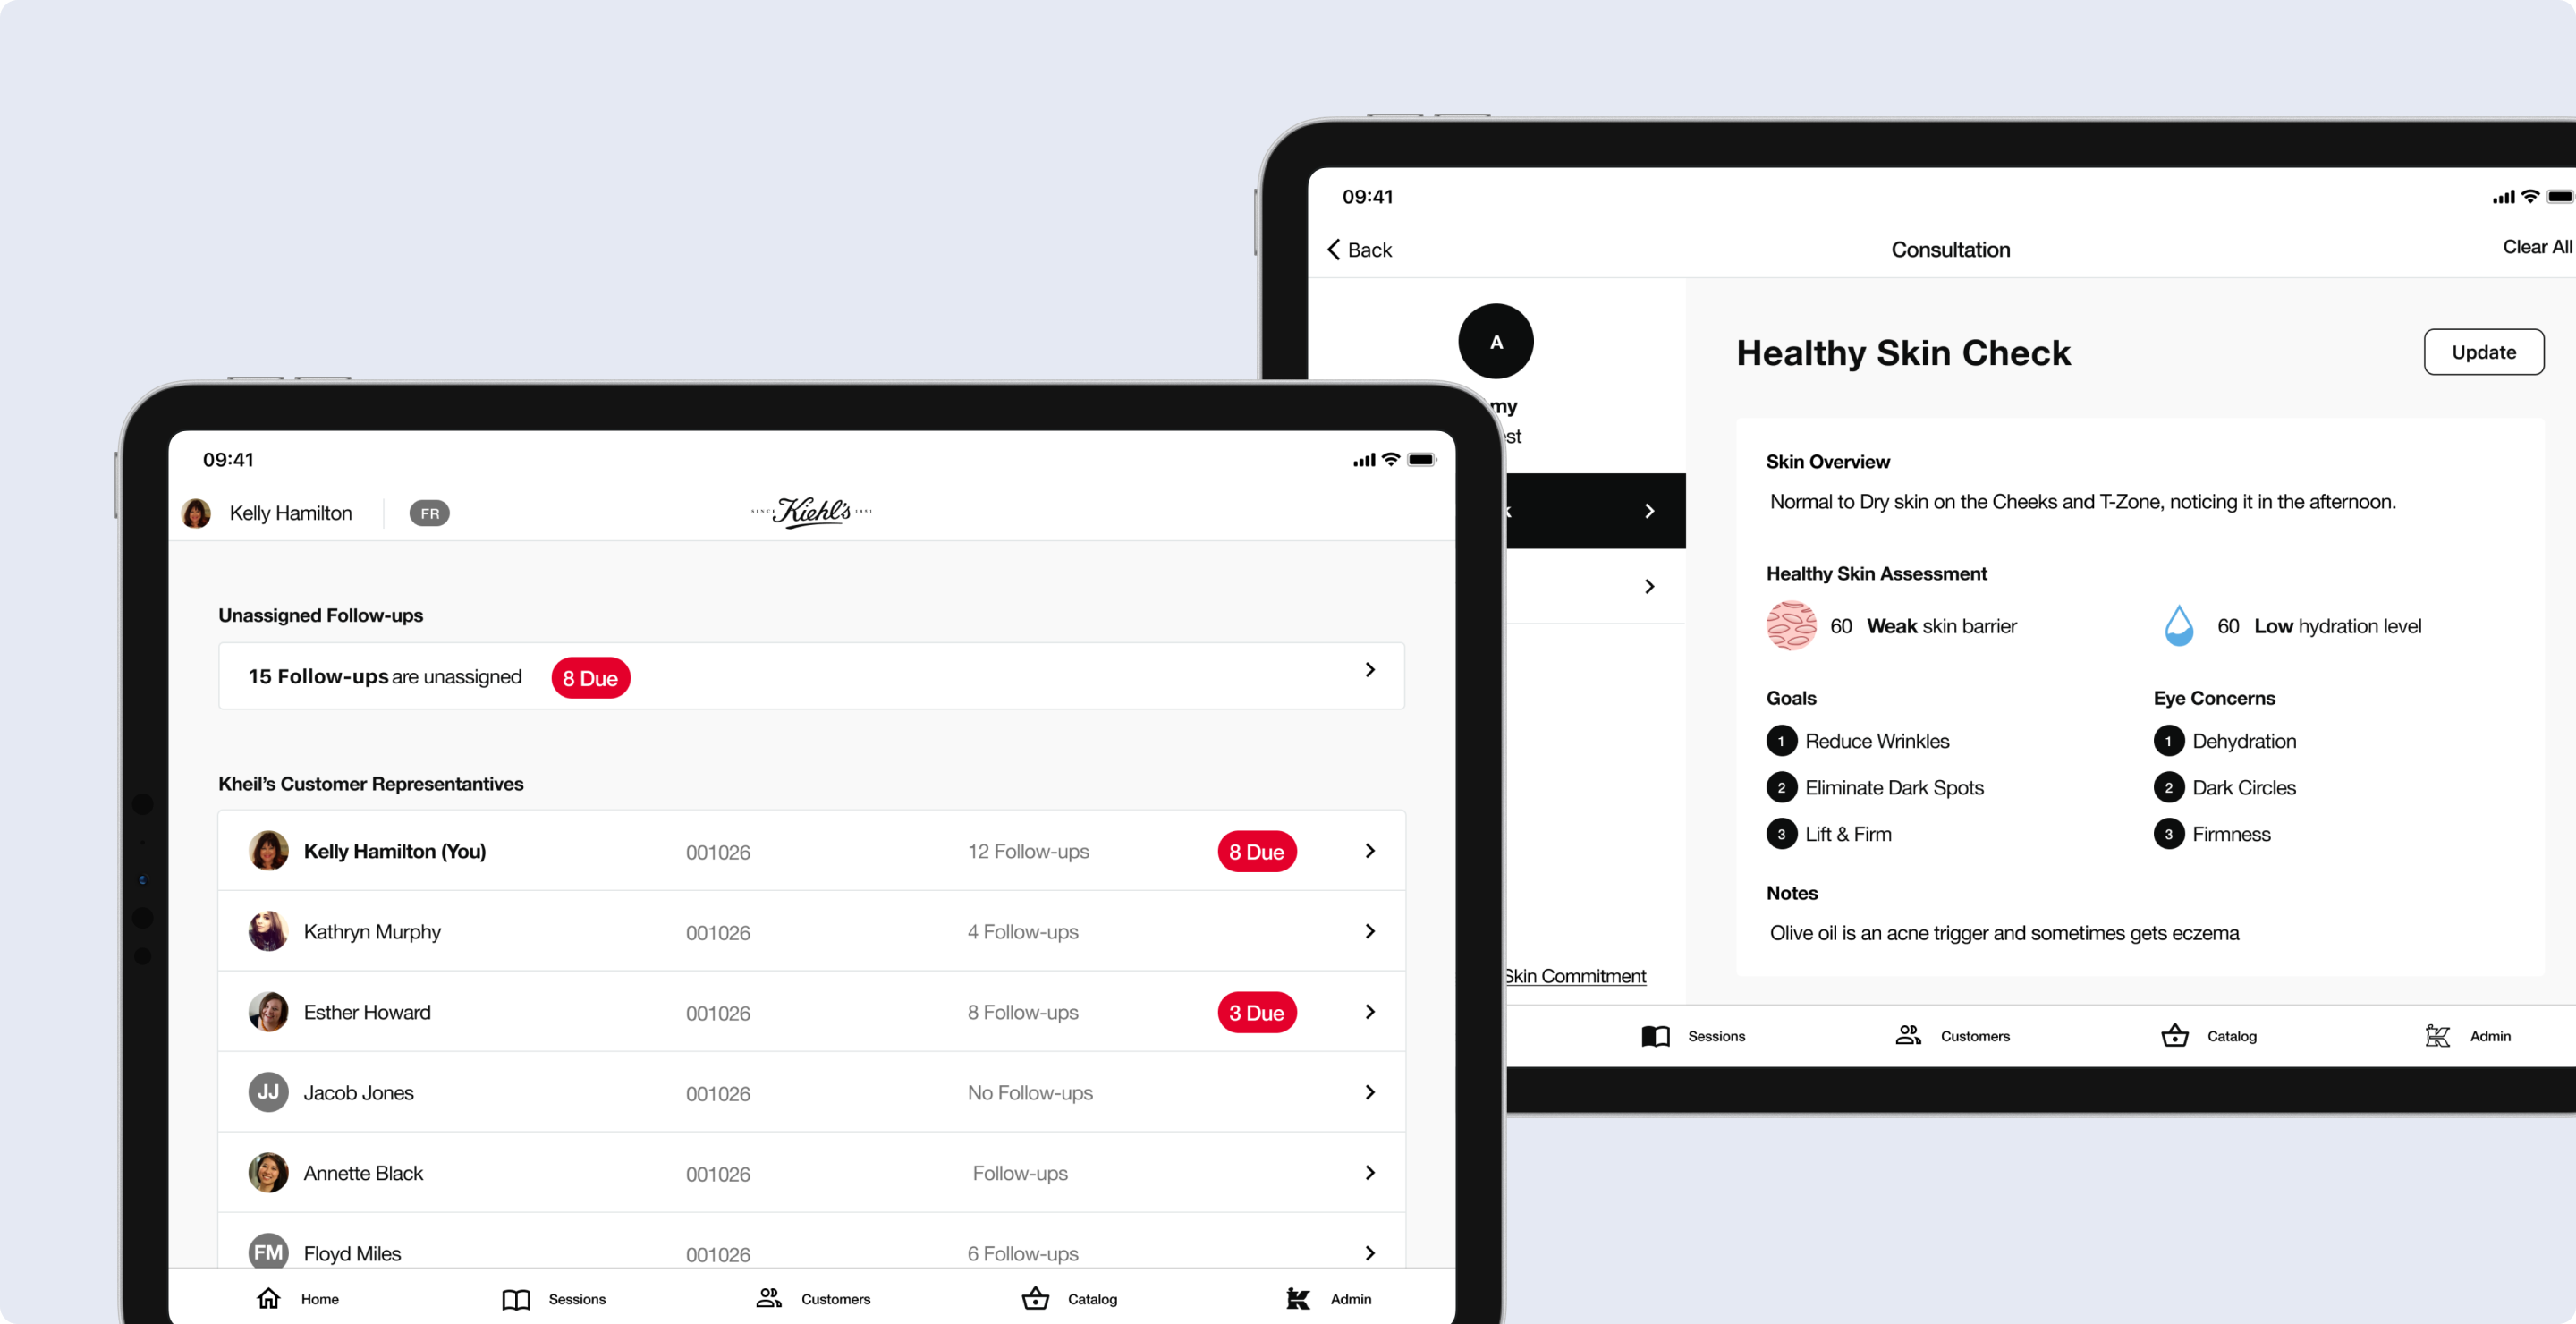 09:41
Kelly Hamilton FR SINCE Kiehl's 1851
Unassigned Follow-ups
15 Follow-ups are unassigned 8 Due
Kheil's Customer Representantives
Kelly Hamilton (You) 001026 12 Follow-ups 8 Due
Kathryn Murphy 001026 4 Follow-ups
Esther Howard 001026 8 Follow-ups 3 Due
JJ Jacob Jones 001026 No Follow-ups
Annette Black 001026 Follow-ups
FM Floyd Miles 001026 6 Follow-ups
Home Sessions Customers Catalog Admin
09:41
Back Consultation Clear All
A
my
st
Healthy Skin Check Update
Skin Overview
Normal to Dry skin on the Cheeks and T-Zone, noticing it in the afternoon.
Healthy Skin Assessment
60 Weak skin barrier 60 Low hydration level
Goals Eye Concerns
1 Reduce Wrinkles 1 Dehydration
2 Eliminate Dark Spots 2 Dark Circles
3 Lift & Firm 3 Firmness
Notes
Olive oil is an acne trigger and sometimes gets eczema
Skin Commitment
Sessions Customers Catalog Admin